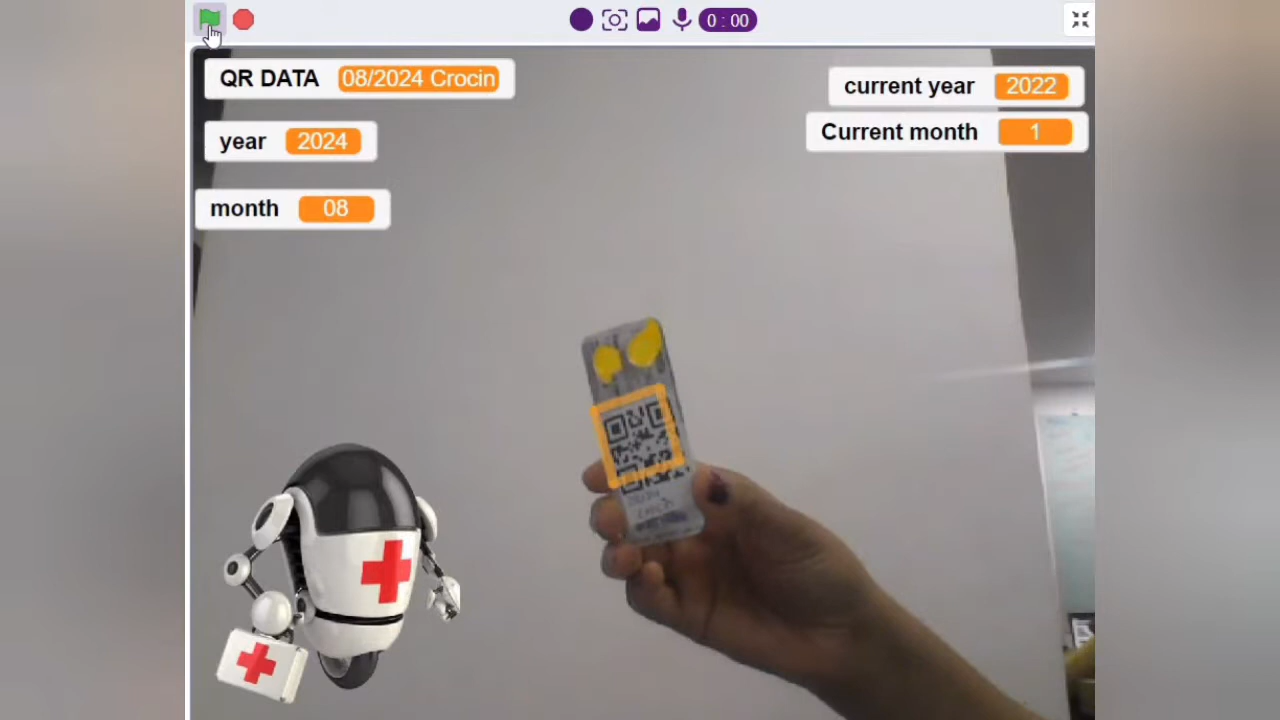 0 : 00
QR DATA 08/2024 Crocin
current year 2022
year 2024
Current month 1
month 08